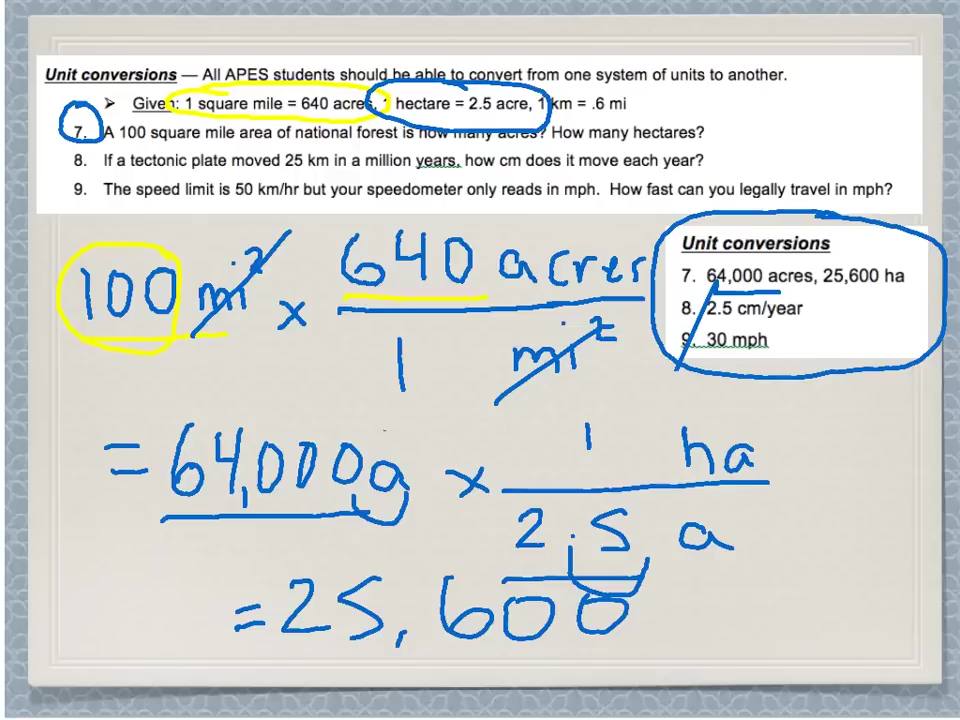 Unit conversions — All APES students should be able to convert from one system of units to another.
➢ Given: 1 square mile = 640 acres, 1 hectare = 2.5 acre, 1 km = .6 mi
7. A 100 square mile area of national forest is how many acres? How many hectares?
8. If a tectonic plate moved 25 km in a million years, how cm does it move each year?
9. The speed limit is 50 km/hr but your speedometer only reads in mph. How fast can you legally travel in mph?
Unit conversions
7. 64,000 acres, 25,600 ha
8. 2.5 cm/year
9. 30 mph
100 mi² × 640 acres
1 mi²
= 64,000a × 1 ha
2.5 a
= 25,600